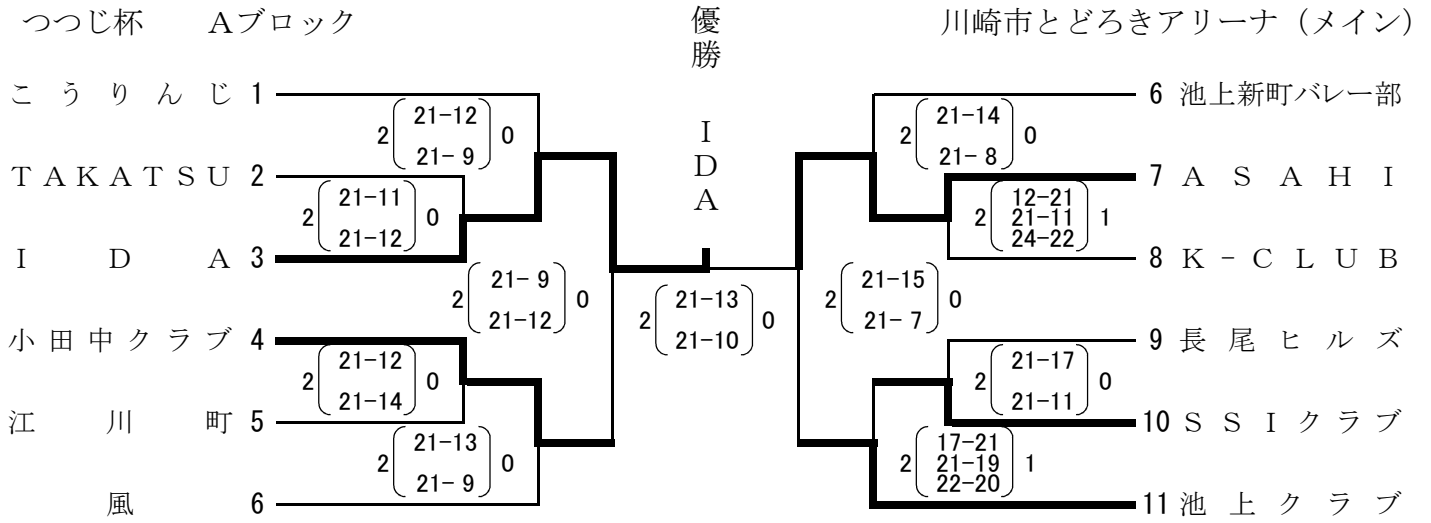 つつじ杯　Aブロック
優勝　IDA
川崎市とどろきアリーナ（メイン）
こうりんじ 1
2 21-12 0
21- 9
TAKATSU 2
2 21-11 0
21-12
IDA 3
2 21- 9 0
21-12
小田中クラブ 4
2 21-12 0
21-14
江川町 5
2 21-13 0
21- 9
風 6
2 21-13 0
21-10
6 池上新町バレー部
2 21-14 0
21- 8
7 ASAHI
12-21
2 21-11 1
24-22
8 K-CLUB
2 21-15 0
21- 7
9 長尾ヒルズ
2 21-17 0
21-11
10 SSIクラブ
17-21
2 21-19 1
22-20
11 池上クラブ